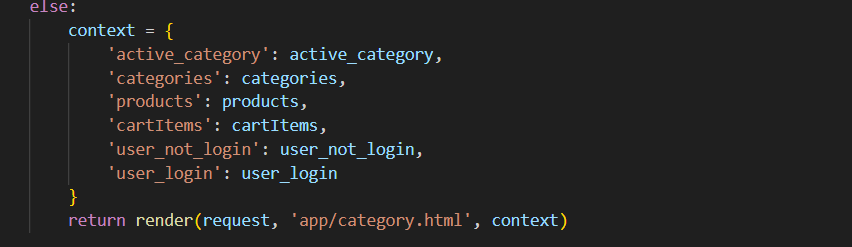 else:
    context = {
        'active_category': active_category,
        'categories': categories,
        'products': products,
        'cartItems': cartItems,
        'user_not_login': user_not_login,
        'user_login': user_login
    }
    return render(request, 'app/category.html', context)